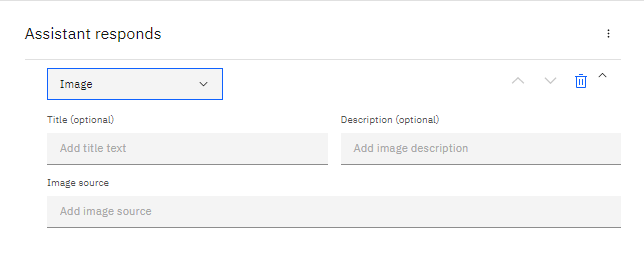 Assistant responds
Image
Title (optional)
Description (optional)
Add title text
Add image description
Image source
Add image source